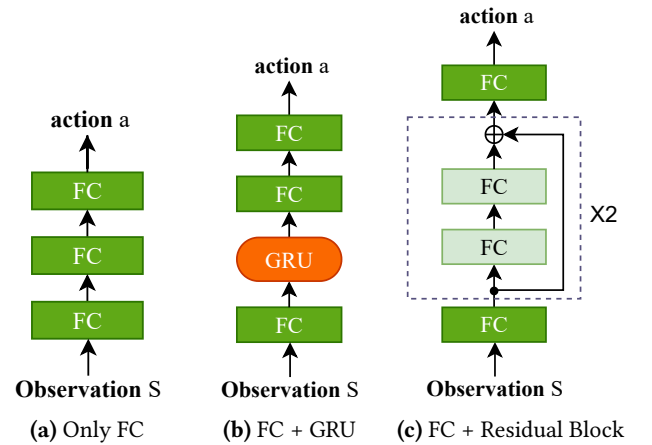 action a
FC
FC
FC
Observation S
(a) Only FC
action a
FC
FC
GRU
FC
Observation S
(b) FC + GRU
action a
FC
FC
FC
X2
FC
Observation S
(c) FC + Residual Block